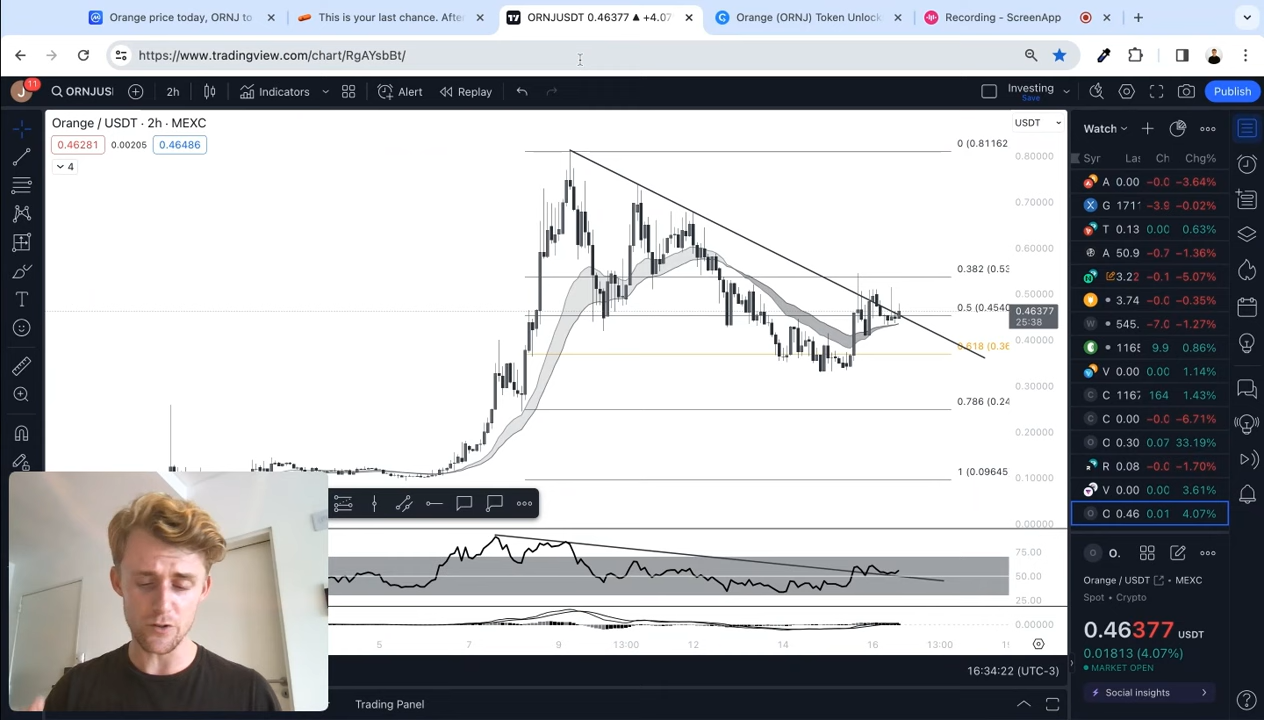 Orange price today, ORNJ to
This is your last chance. Afte
ORNJUSDT 0.46377 ▲ +4.07
Orange (ORNJ) Token Unlock
Recording – ScreenApp
https://www.tradingview.com/chart/RgAYsbBt/
J
11
ORNJUSI
2h
Indicators
Alert
Replay
Investing
Save
Publish
Orange / USDT · 2h · MEXC
0.46281
0.00205
0.46486
4
USDT
0 (0.81162
0.382 (0.53
0.5 (0.4540
0.618 (0.36
0.786 (0.24
1 (0.09645
0.80000
0.70000
0.60000
0.50000
0.46377
25:38
0.40000
0.30000
0.20000
0.10000
0.00000
75.00
50.00
25.00
0.00000
5
7
9
13:00
12
14
16
13:00
16:34:22 (UTC-3)
Trading Panel
Watch
Syr Las Ch Chg%
A 0.00 −0.0 −3.64%
G 1711 −3.9 −0.02%
T 0.13 0.00 0.63%
A 50.9 −0.7 −1.36%
3.22 −0.1 −5.07%
3.74 −0.0 −0.35%
545. −7.0 −1.27%
1165 9.9 0.86%
V 0.00 0.00 1.14%
C 1167 164 1.43%
C 0.00 −0.0 −6.71%
O 0.30 0.07 33.19%
R 0.08 −0.0 −1.70%
V 0.00 0.00 3.61%
O 0.46 0.01 4.07%
O.
Orange / USDT · MEXC
Spot • Crypto
0.46377 USDT
0.01813 (4.07%)
MARKET OPEN
Social insights